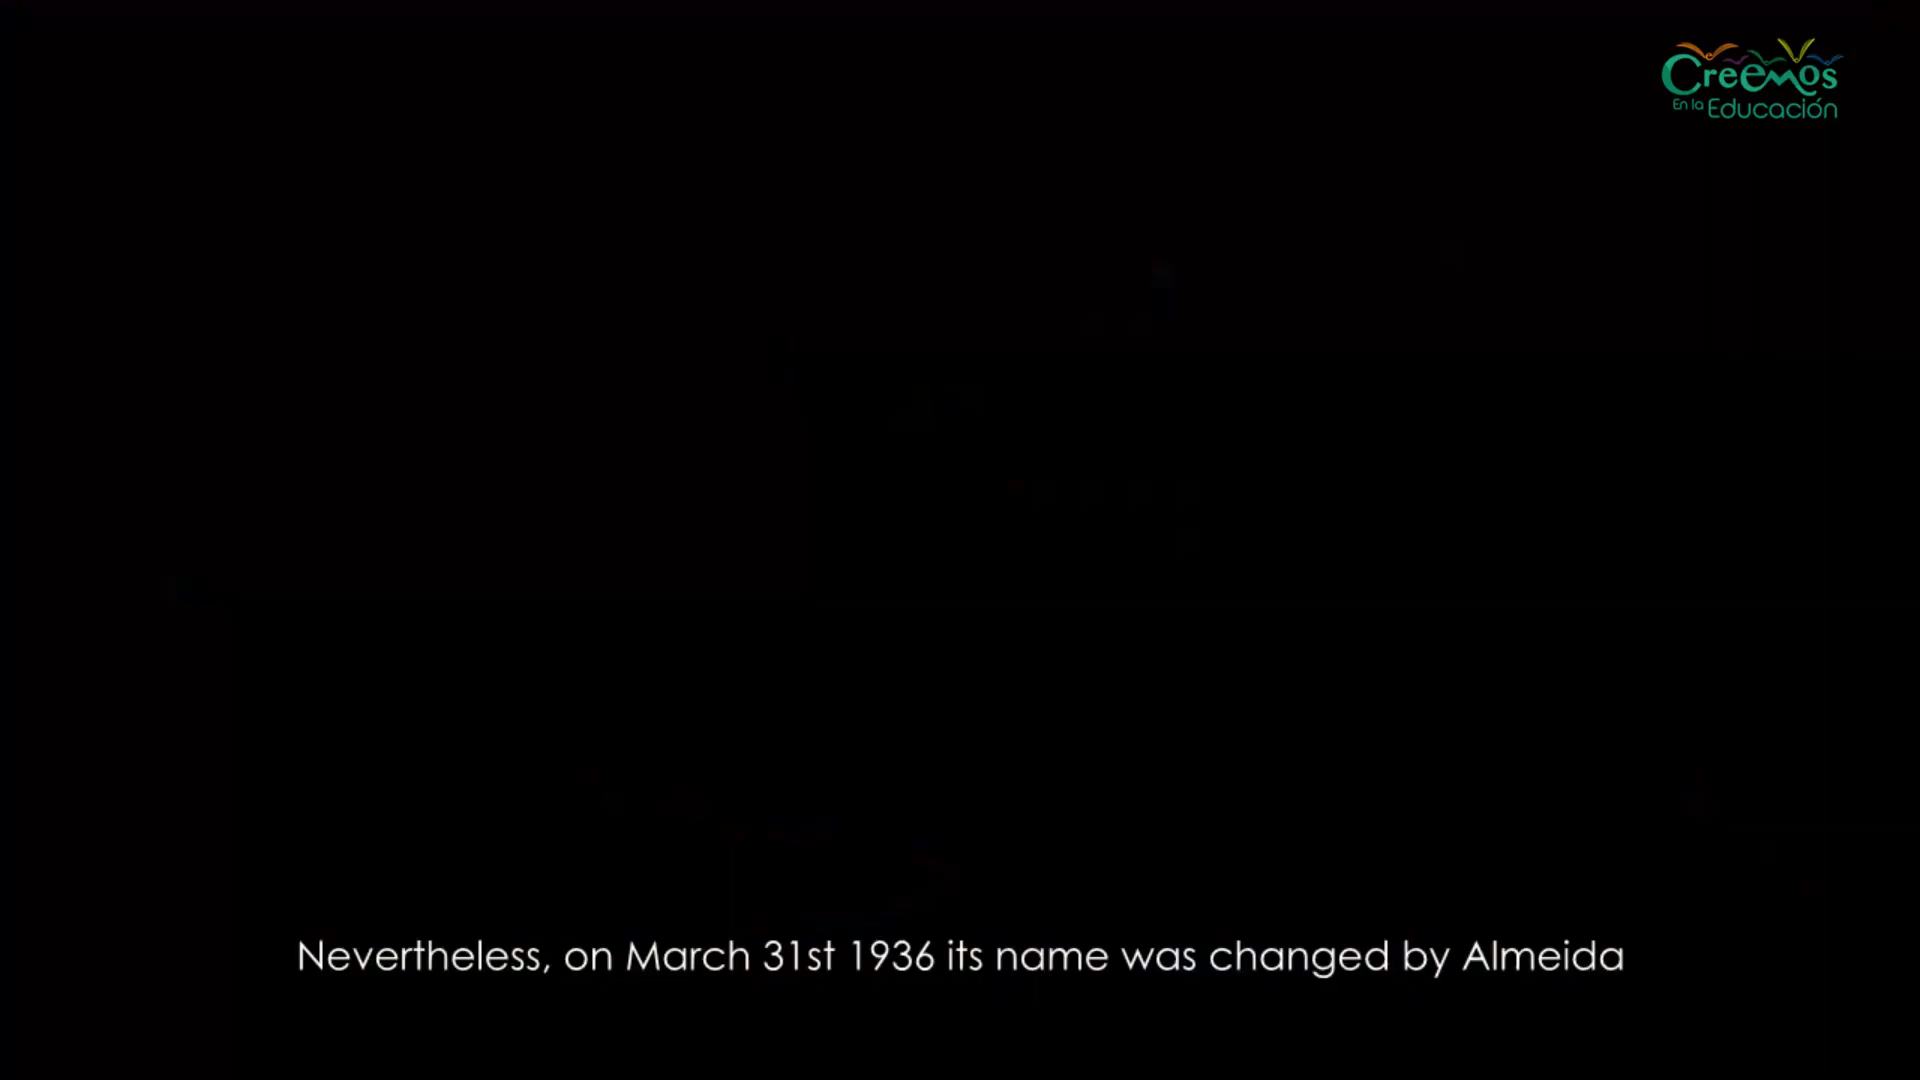 Creemos
En la Educación
Nevertheless, on March 31st 1936 its name was changed by Almeida